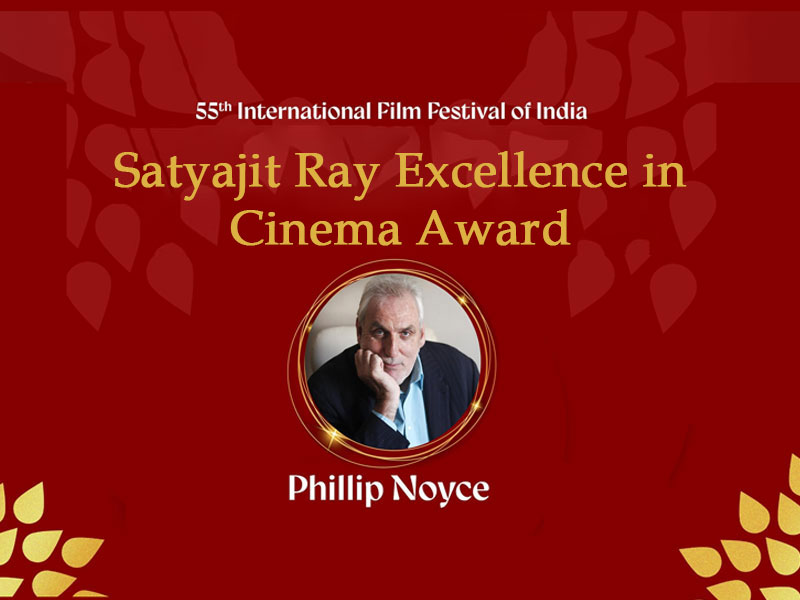 55th International Film Festival of India
Satyajit Ray Excellence in
Cinema Award
Phillip Noyce